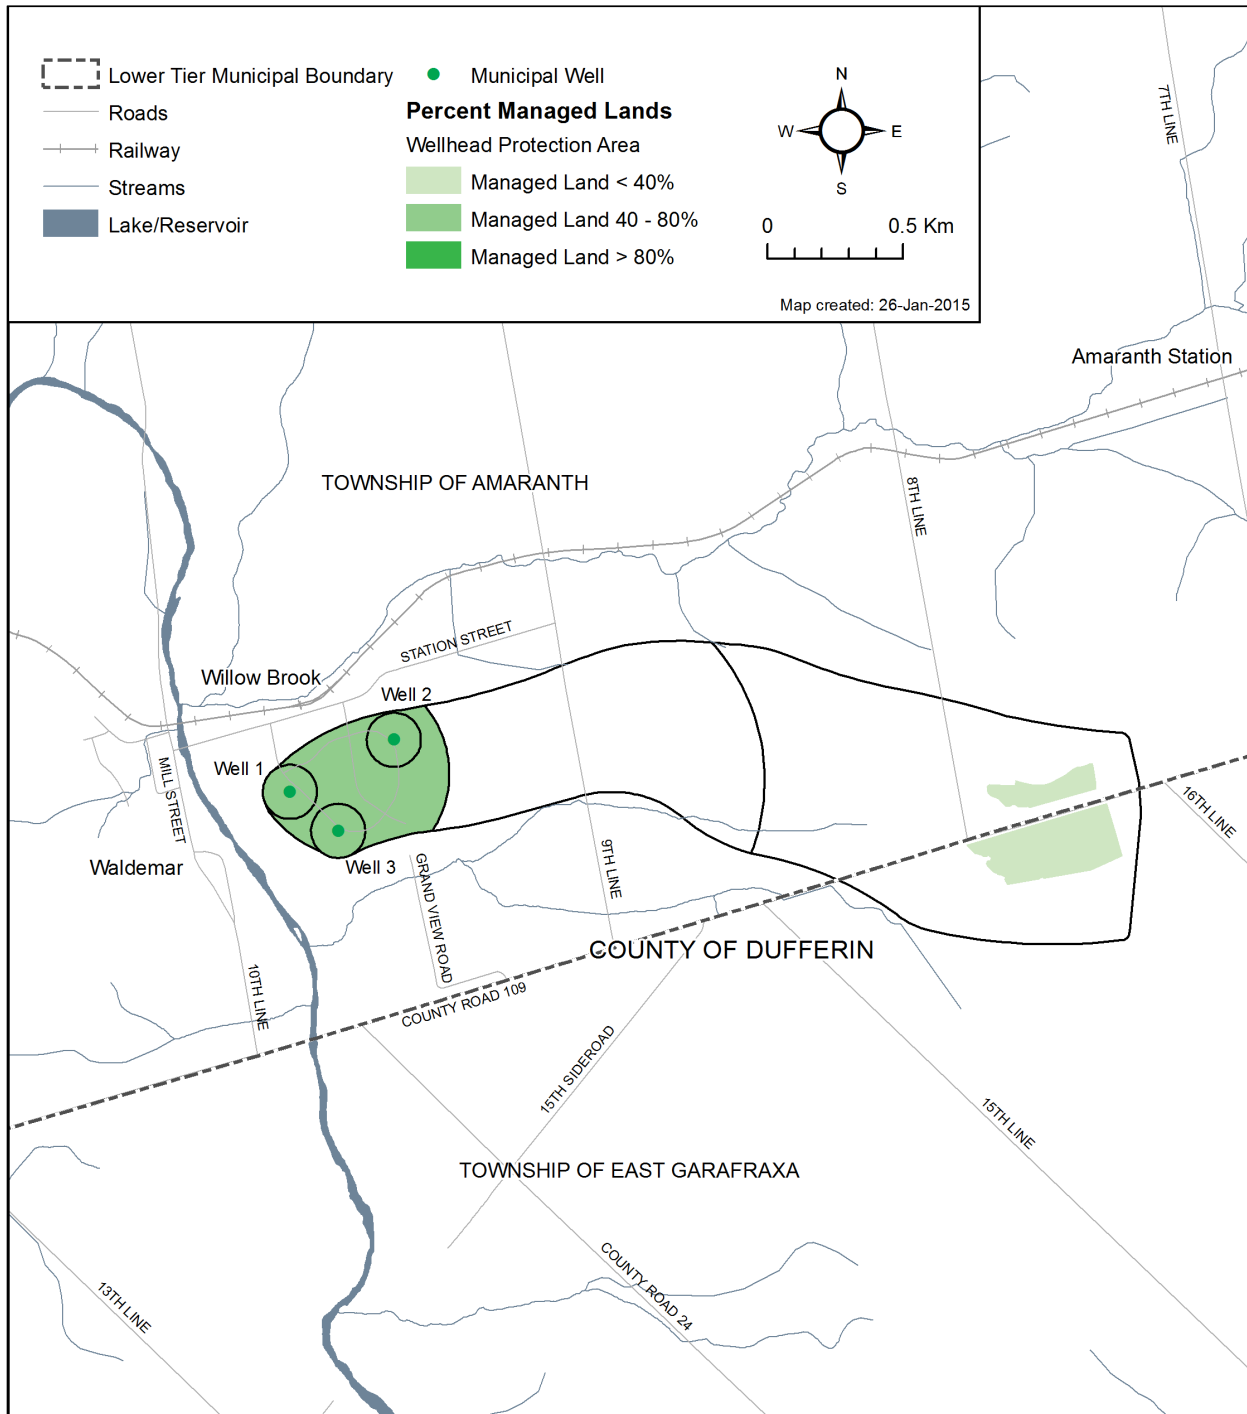 Lower Tier Municipal Boundary
Roads
Railway
Streams
Lake/Reservoir
Municipal Well
Percent Managed Lands
Wellhead Protection Area
Managed Land < 40%
Managed Land 40 - 80%
Managed Land > 80%
N
W
E
S
0
0.5 Km
Map created: 26-Jan-2015
7TH LINE
Amaranth Station
TOWNSHIP OF AMARANTH
8TH LINE
STATION STREET
Willow Brook
Well 2
Well 1
MILL STREET
16TH LINE
Waldemar
Well 3
9TH LINE
GRAND VIEW ROAD
COUNTY OF DUFFERIN
10TH LINE
COUNTY ROAD 109
15TH SIDEROAD
15TH LINE
TOWNSHIP OF EAST GARAFRAXA
COUNTY ROAD 24
13TH LINE